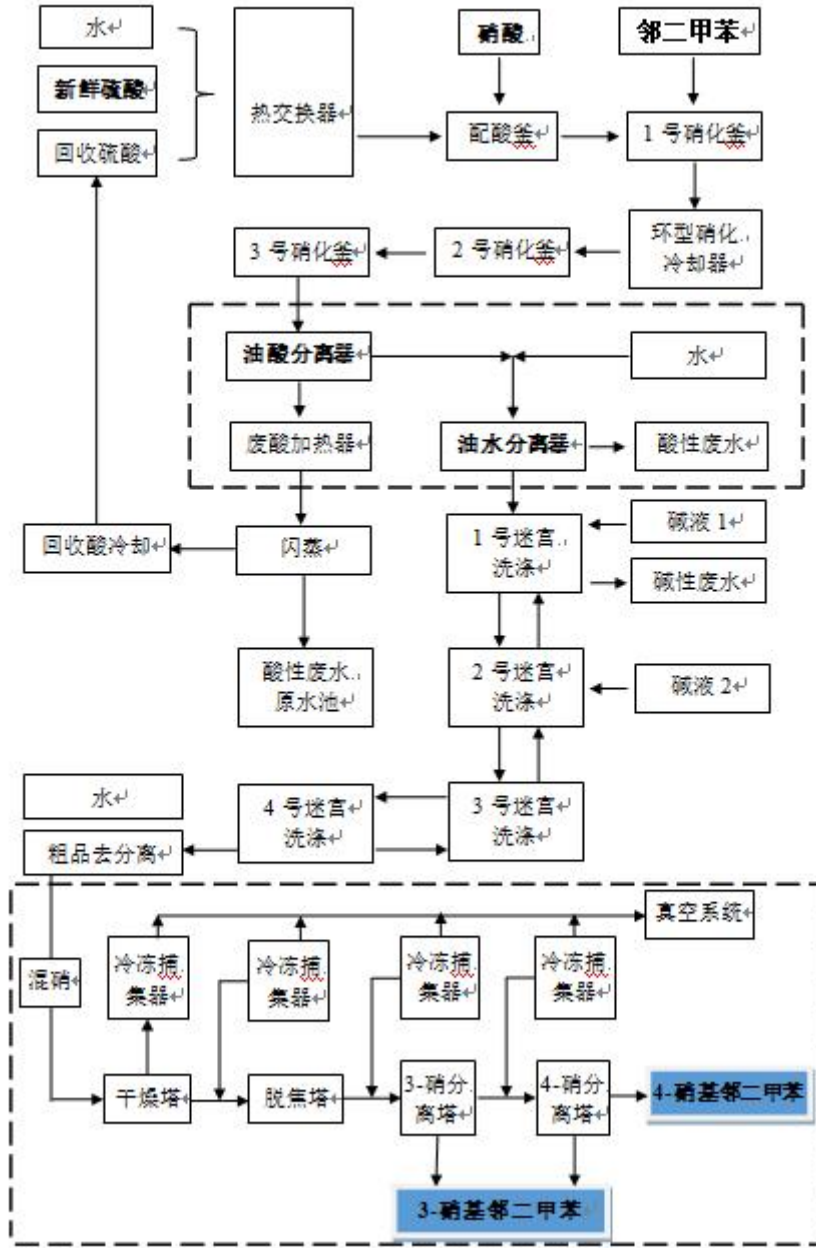 水
硝酸
邻二甲苯
新鲜硫酸
热交换器
回收硫酸
配酸釜
1 号硝化釜
3 号硝化釜
2 号硝化釜
环型硝化
冷却器
油酸分离器
水
废酸加热器
油水分离器
酸性废水
回收酸冷却
闪蒸
1 号迷宫
洗涤
碱液 1
碱性废水
酸性废水
原水池
2 号迷宫
洗涤
碱液 2
水
4 号迷宫
洗涤
3 号迷宫
洗涤
粗品去分离
真空系统
混硝
冷冻捕
集器
冷冻捕
集器
冷冻捕
集器
冷冻捕
集器
干燥塔
脱焦塔
3-硝分
离塔
4-硝分
离塔
4-硝基邻二甲苯
3-硝基邻二甲苯